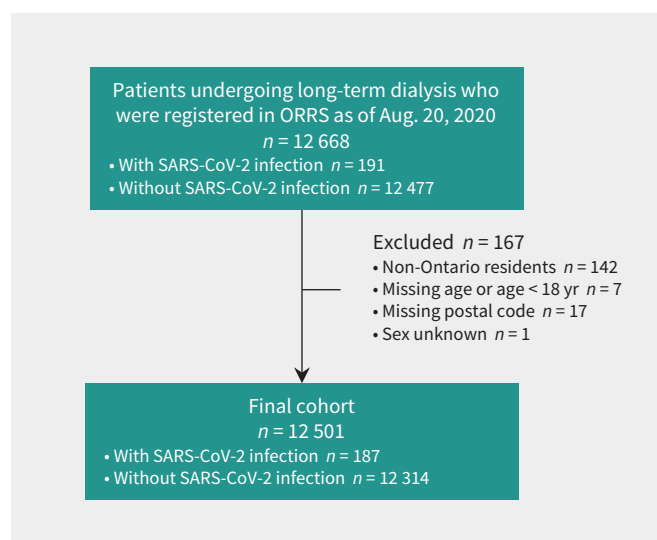 Patients undergoing long-term dialysis who
were registered in ORRS as of Aug. 20, 2020
n = 12 668
• With SARS-CoV-2 infection n = 191
• Without SARS-CoV-2 infection n = 12 477
Excluded n = 167
• Non-Ontario residents n = 142
• Missing age or age < 18 yr n = 7
• Missing postal code n = 17
• Sex unknown n = 1
Final cohort
n = 12 501
• With SARS-CoV-2 infection n = 187
• Without SARS-CoV-2 infection n = 12 314